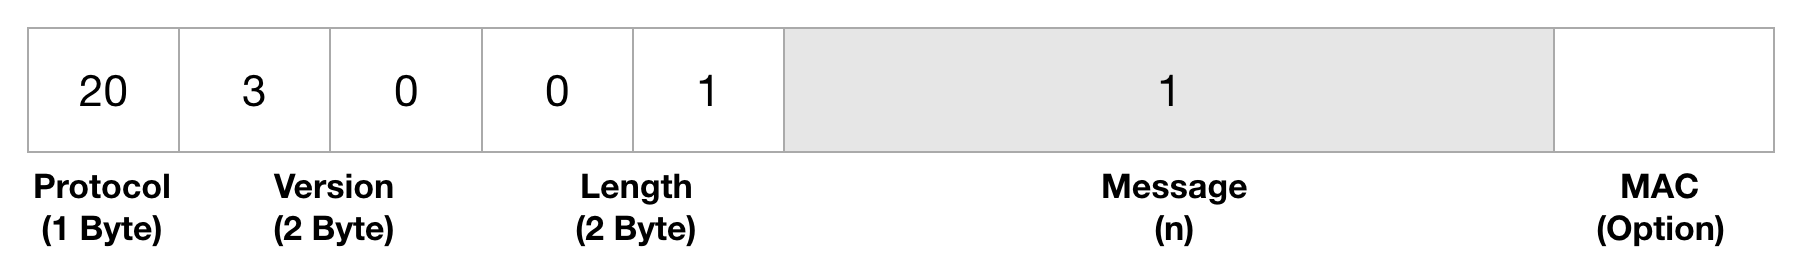 20 3 0 0 1 1
Protocol Version Length Message MAC
(1 Byte) (2 Byte) (2 Byte) (n) (Option)